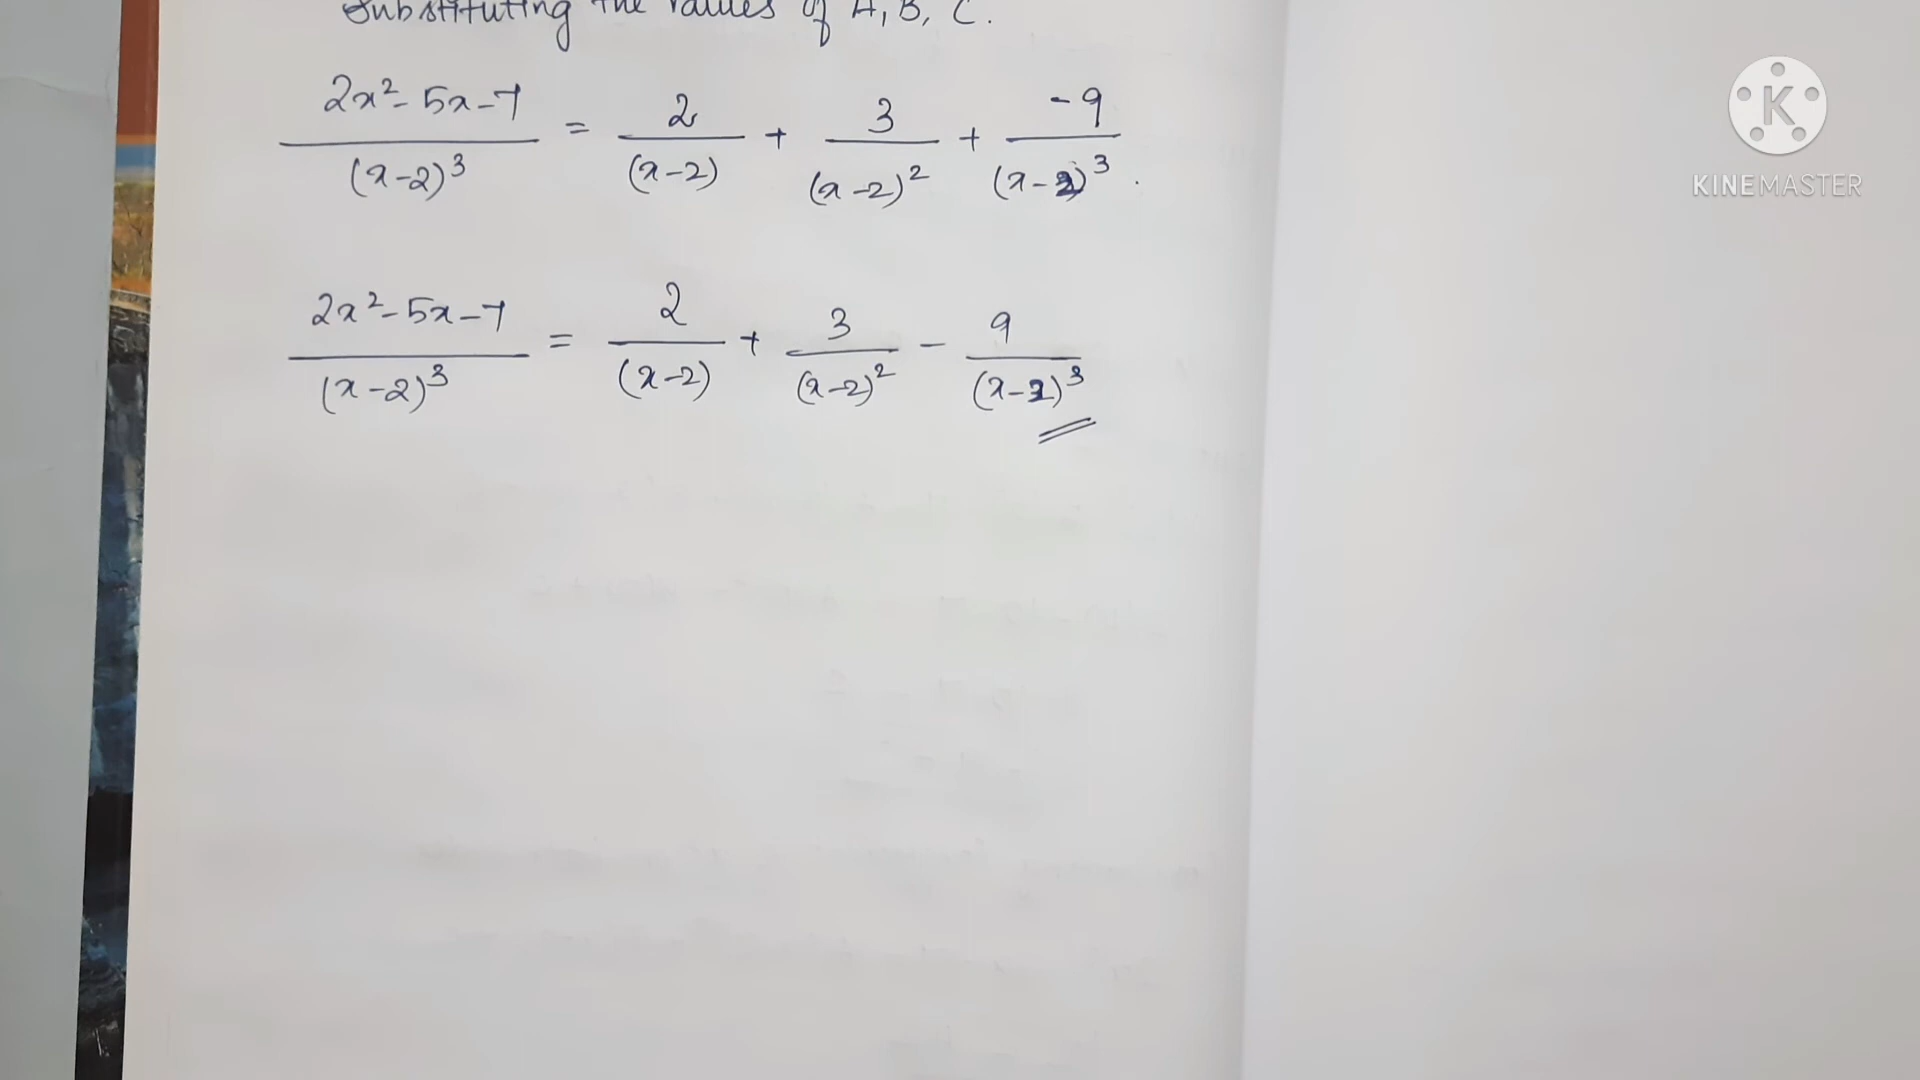 Substituting the values of A, B, C.
2x² - 5x - 7 / (x-2)³ = 2 / (x-2) + 3 / (x-2)² + -9 / (x-2)³ .
2x² - 5x - 7 / (x-2)³ = 2 / (x-2) + 3 / (x-2)² - 9 / (x-2)³
K
KINEMASTER